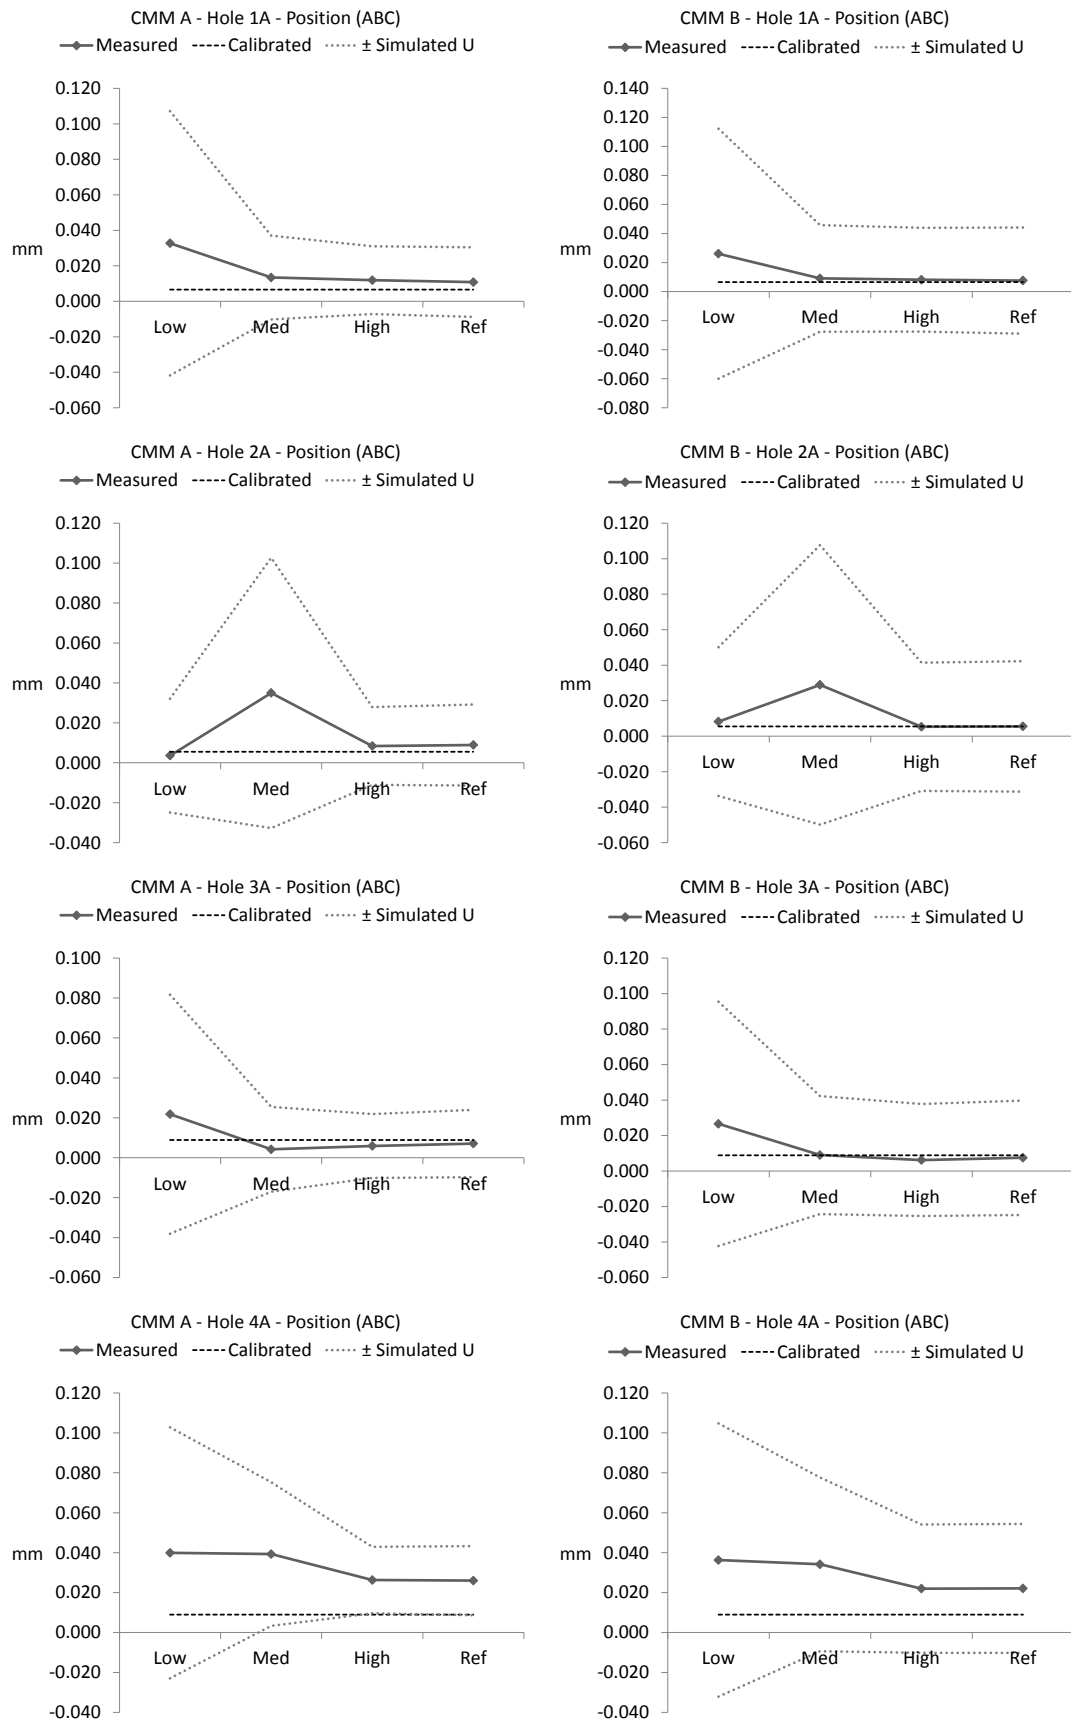 CMM A - Hole 1A - Position (ABC)
Measured Calibrated ± Simulated U
0.120
0.100
0.080
0.060
0.040
0.020
0.000
-0.020
-0.040
-0.060
mm
Low Med High Ref
CMM B - Hole 1A - Position (ABC)
Measured Calibrated ± Simulated U
0.140
0.120
0.100
0.080
0.060
0.040
0.020
0.000
-0.020
-0.040
-0.060
-0.080
mm
Low Med High Ref
CMM A - Hole 2A - Position (ABC)
Measured Calibrated ± Simulated U
0.120
0.100
0.080
0.060
0.040
0.020
0.000
-0.020
-0.040
mm
Low Med High Ref
CMM B - Hole 2A - Position (ABC)
Measured Calibrated ± Simulated U
0.120
0.100
0.080
0.060
0.040
0.020
0.000
-0.020
-0.040
-0.060
mm
Low Med High Ref
CMM A - Hole 3A - Position (ABC)
Measured Calibrated ± Simulated U
0.100
0.080
0.060
0.040
0.020
0.000
-0.020
-0.040
-0.060
mm
Low Med High Ref
CMM B - Hole 3A - Position (ABC)
Measured Calibrated ± Simulated U
0.120
0.100
0.080
0.060
0.040
0.020
0.000
-0.020
-0.040
-0.060
mm
Low Med High Ref
CMM A - Hole 4A - Position (ABC)
Measured Calibrated ± Simulated U
0.120
0.100
0.080
0.060
0.040
0.020
0.000
-0.020
-0.040
mm
Low Med High Ref
CMM B - Hole 4A - Position (ABC)
Measured Calibrated ± Simulated U
0.120
0.100
0.080
0.060
0.040
0.020
0.000
-0.020
-0.040
mm
Low Med High Ref